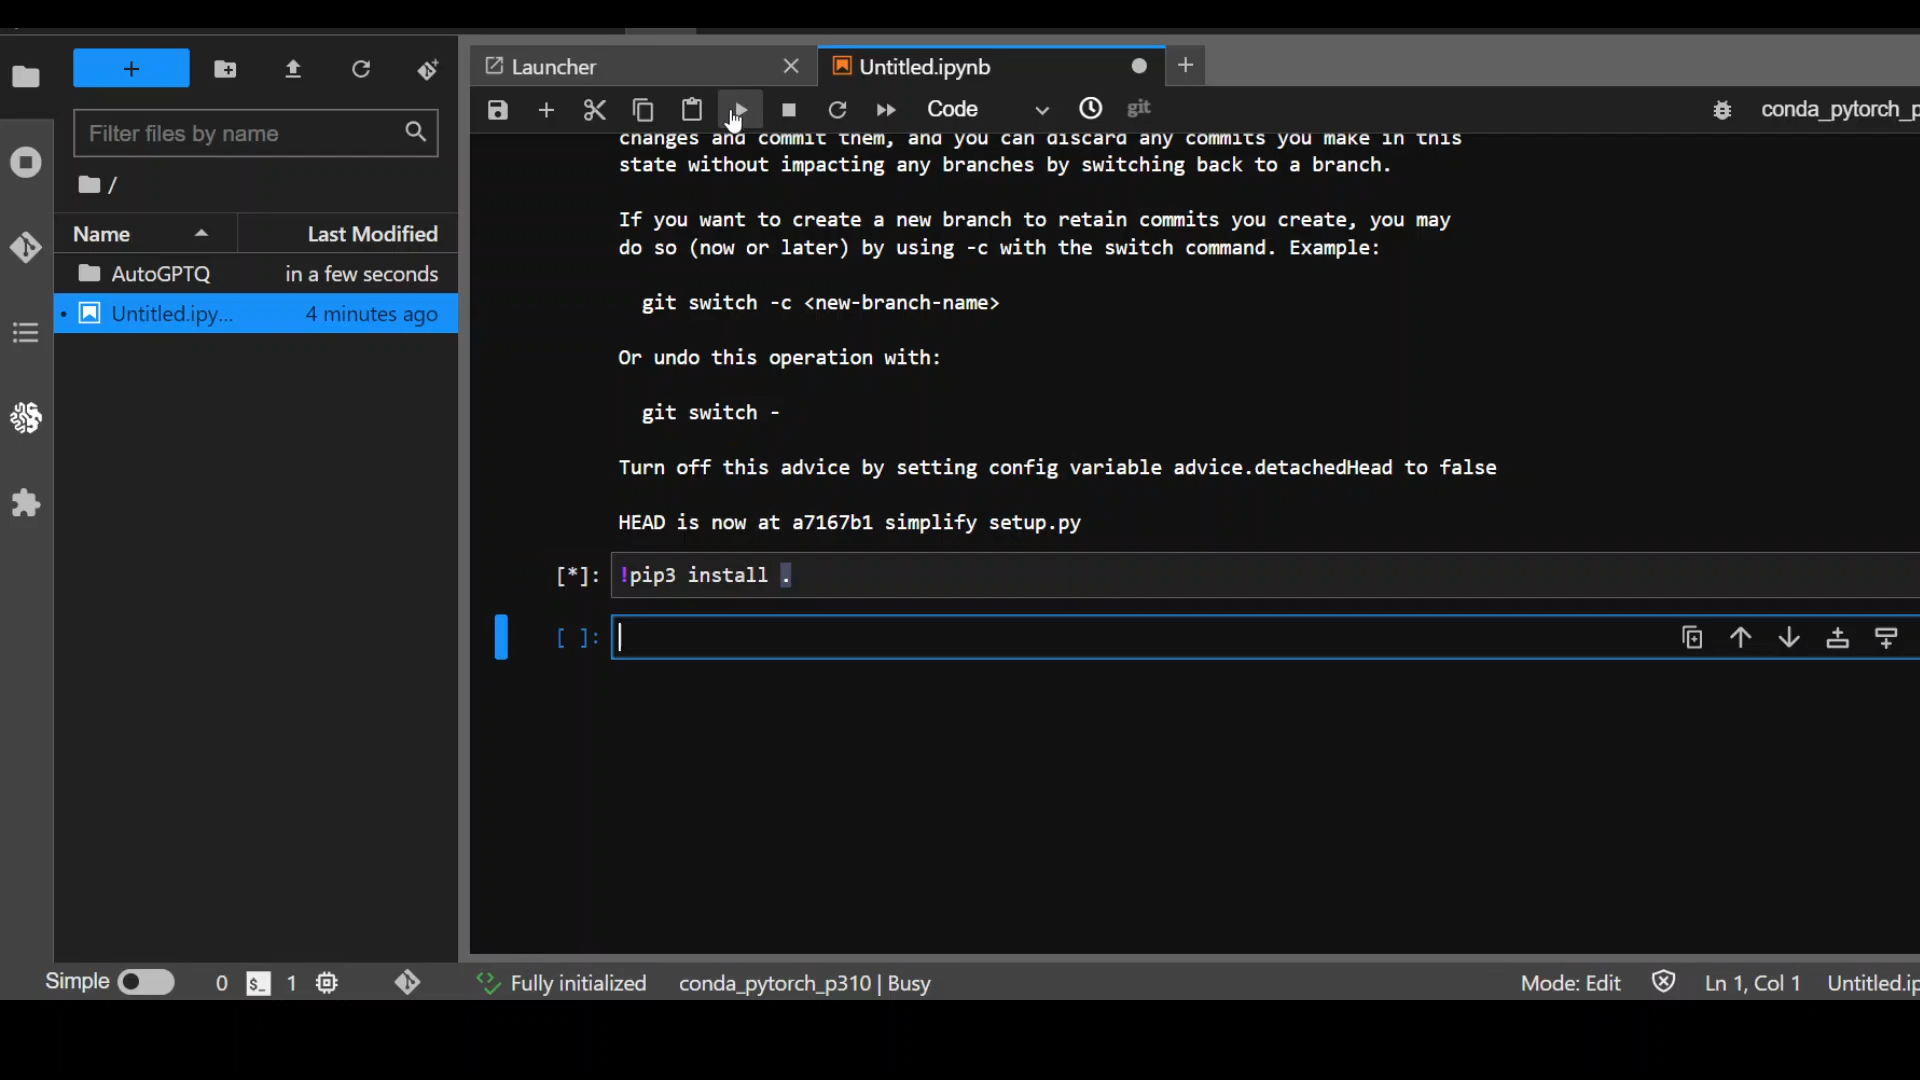 Launcher
Untitled.ipynb
Code
git
conda_pytorch_p
Filter files by name
/
Name
Last Modified
AutoGPTQ
in a few seconds
Untitled.ipy...
4 minutes ago
changes and commit them, and you can discard any commits you make in this
state without impacting any branches by switching back to a branch.
If you want to create a new branch to retain commits you create, you may
do so (now or later) by using -c with the switch command. Example:
git switch -c <new-branch-name>
Or undo this operation with:
git switch -
Turn off this advice by setting config variable advice.detachedHead to false
HEAD is now at a7167b1 simplify setup.py
[*]: !pip3 install .
[ ]:
Simple
0
$_
1
Fully initialized
conda_pytorch_p310 | Busy
Mode: Edit
Ln 1, Col 1
Untitled.ip